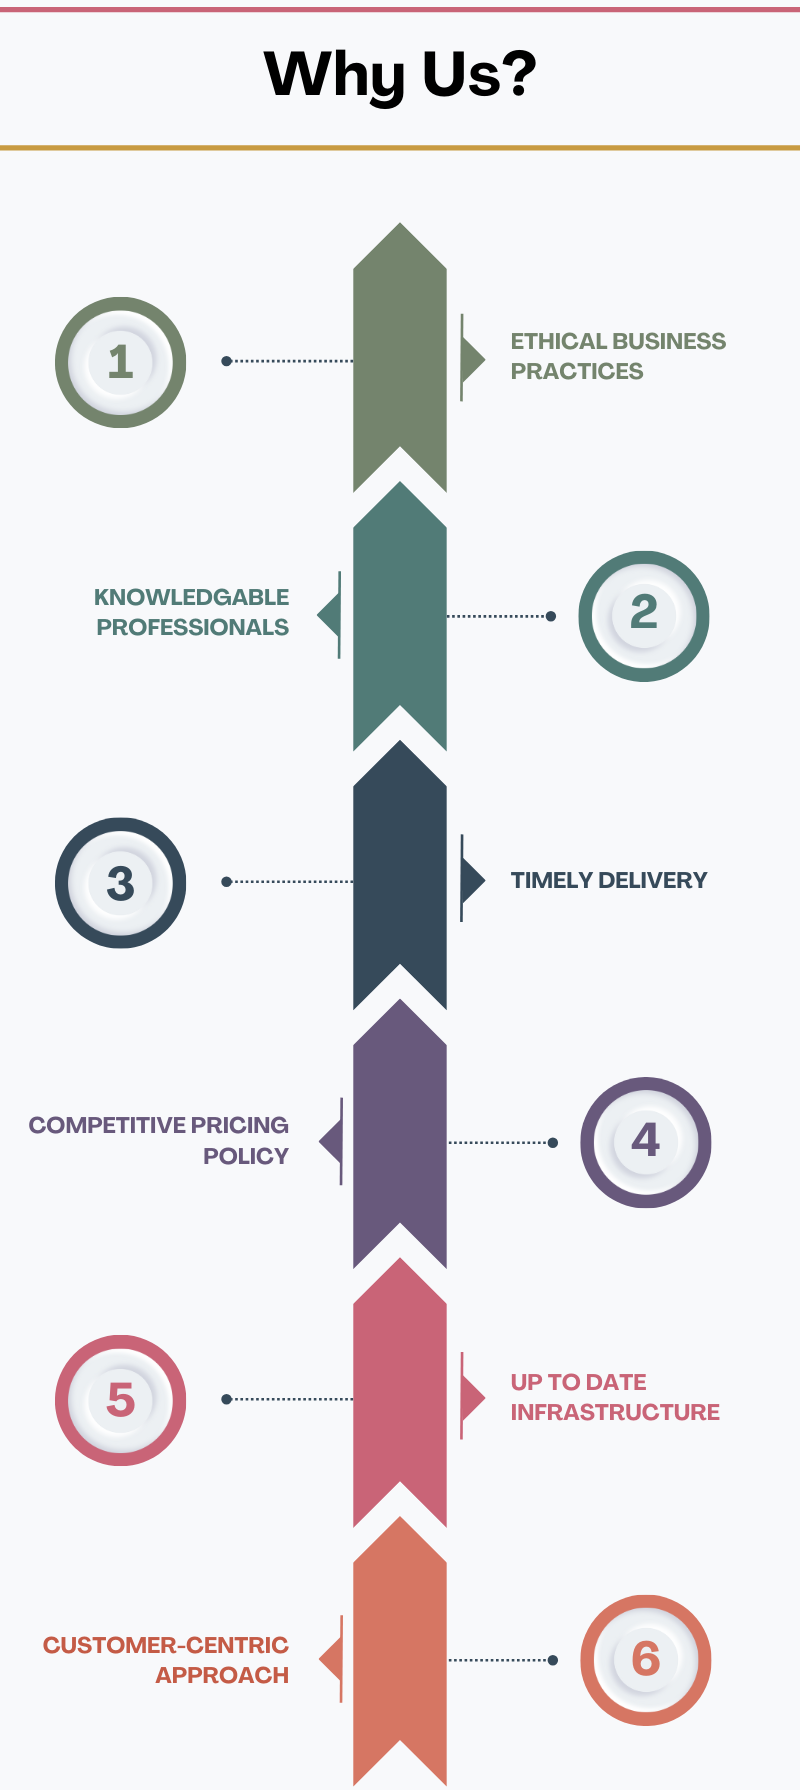 Why Us?
1
ETHICAL BUSINESS
PRACTICES
KNOWLEDGABLE
PROFESSIONALS
2
3
TIMELY DELIVERY
COMPETITIVE PRICING
POLICY
4
5
UP TO DATE
INFRASTRUCTURE
CUSTOMER-CENTRIC
APPROACH
6